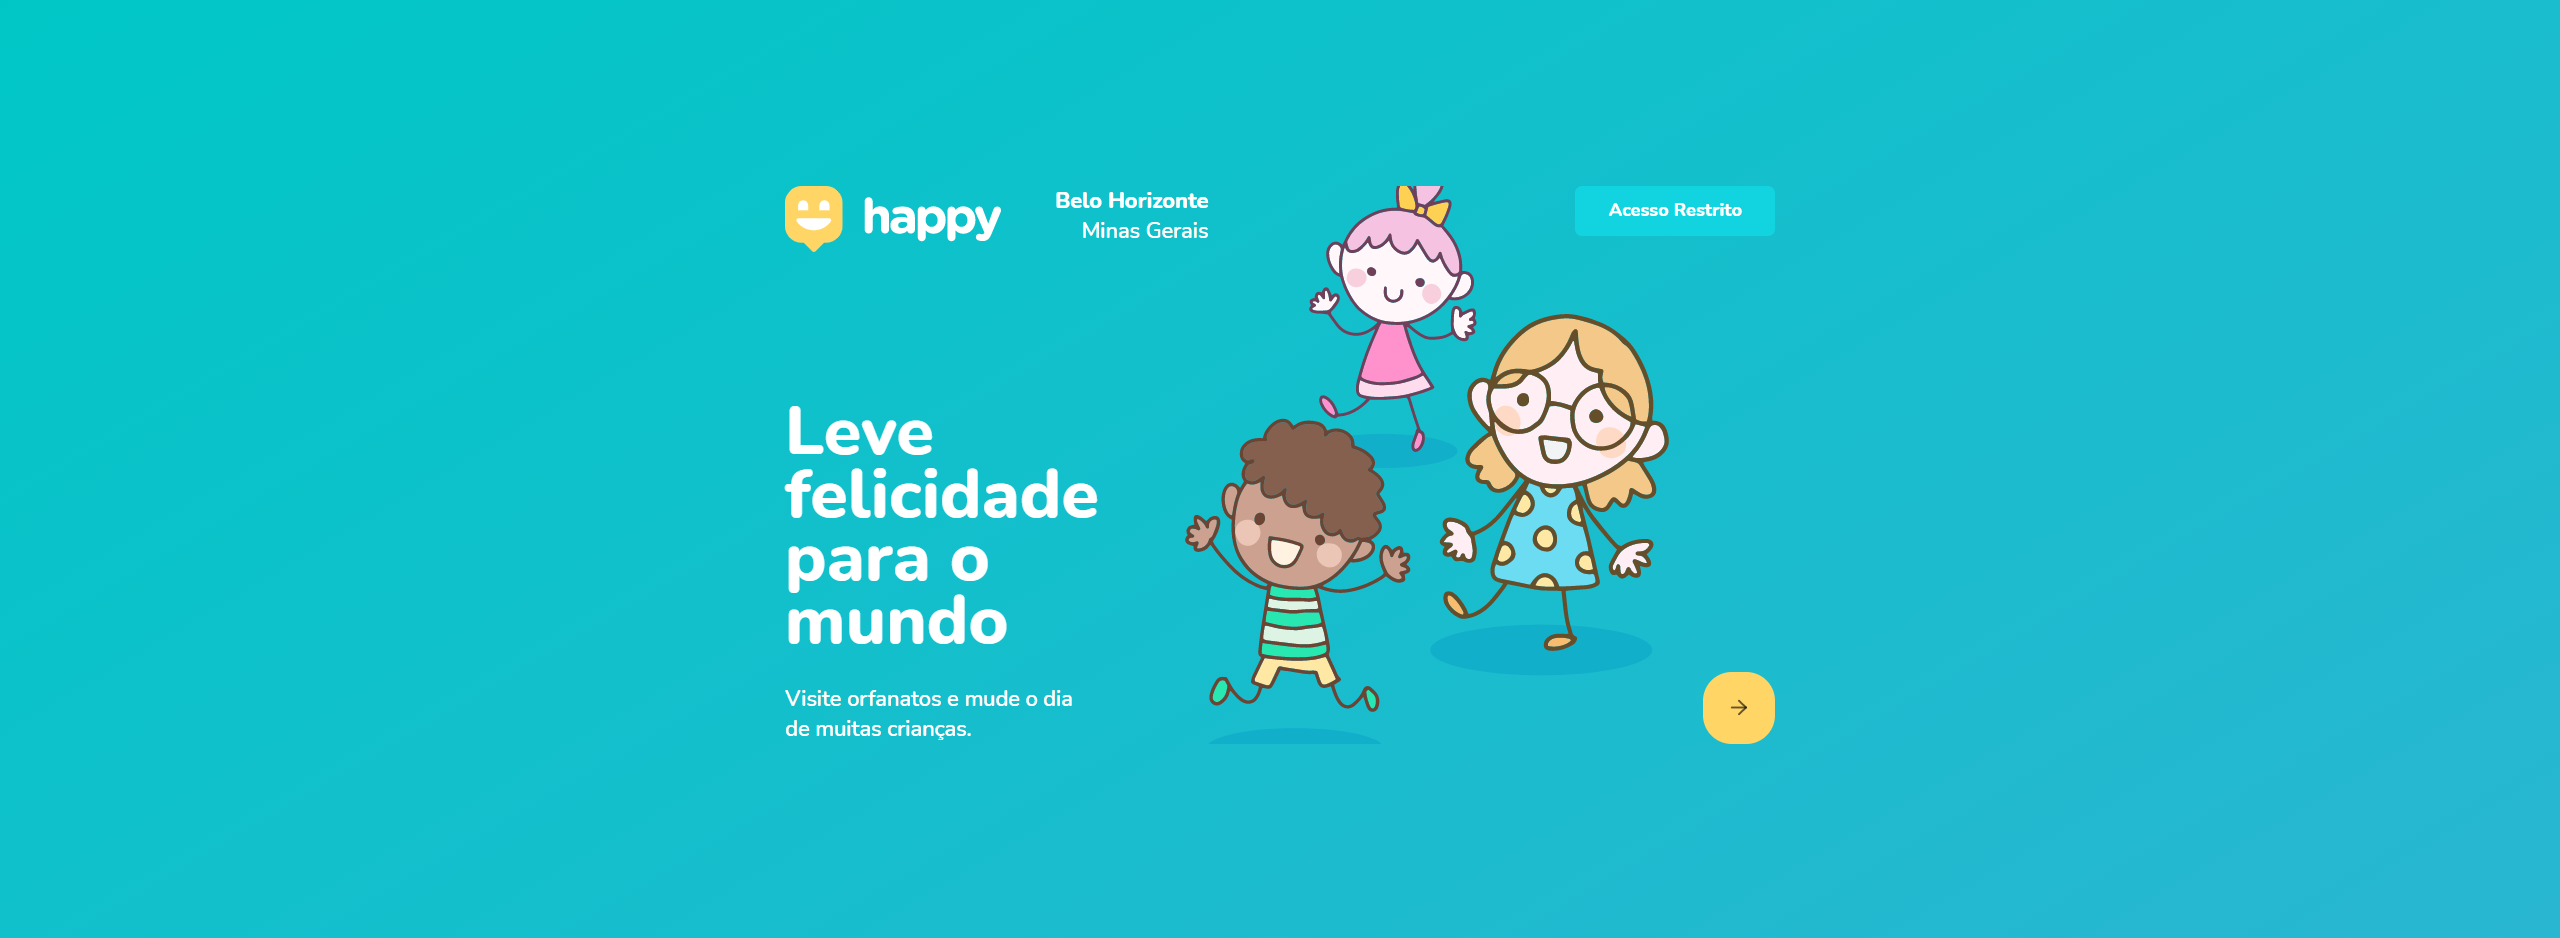 happy
Belo Horizonte
Minas Gerais
Acesso Restrito
Leve
felicidade
para o
mundo
Visite orfanatos e mude o dia
de muitas crianças.